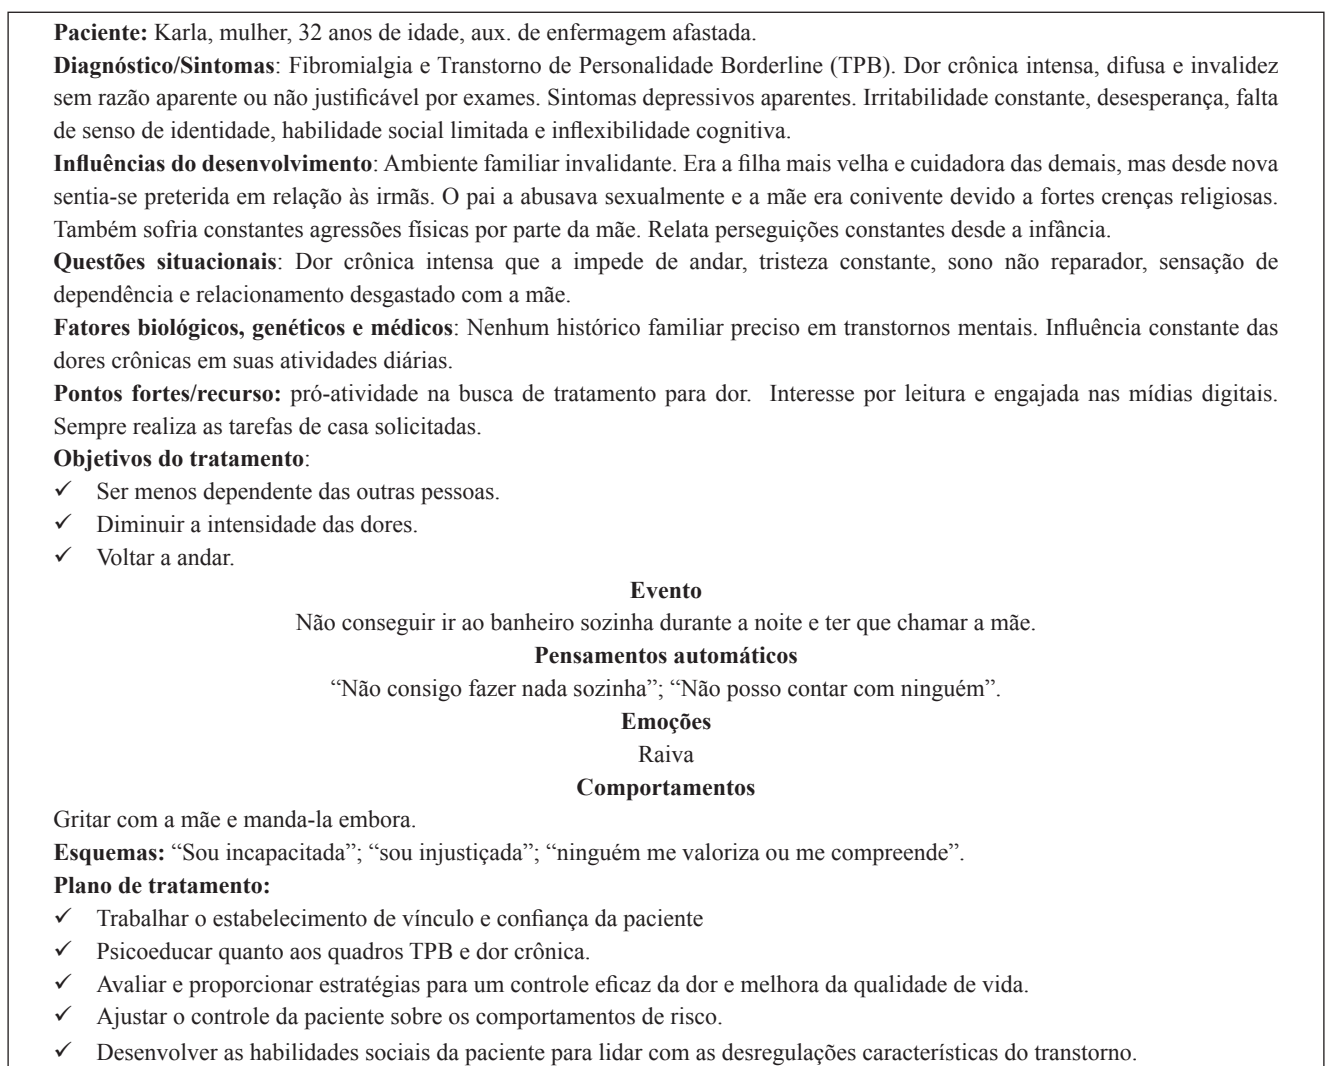 Paciente: Karla, mulher, 32 anos de idade, aux. de enfermagem afastada.
Diagnóstico/Sintomas: Fibromialgia e Transtorno de Personalidade Borderline (TPB). Dor crônica intensa, difusa e invalidez
sem razão aparente ou não justificável por exames. Sintomas depressivos aparentes. Irritabilidade constante, desesperança, falta
de senso de identidade, habilidade social limitada e inflexibilidade cognitiva.
Influências do desenvolvimento: Ambiente familiar invalidante. Era a filha mais velha e cuidadora das demais, mas desde nova
sentia-se preterida em relação às irmãs. O pai a abusava sexualmente e a mãe era conivente devido a fortes crenças religiosas.
Também sofria constantes agressões físicas por parte da mãe. Relata perseguições constantes desde a infância.
Questões situacionais: Dor crônica intensa que a impede de andar, tristeza constante, sono não reparador, sensação de
dependência e relacionamento desgastado com a mãe.
Fatores biológicos, genéticos e médicos: Nenhum histórico familiar preciso em transtornos mentais. Influência constante das
dores crônicas em suas atividades diárias.
Pontos fortes/recurso: pró-atividade na busca de tratamento para dor. Interesse por leitura e engajada nas mídias digitais.
Sempre realiza as tarefas de casa solicitadas.
Objetivos do tratamento:
✓ Ser menos dependente das outras pessoas.
✓ Diminuir a intensidade das dores.
✓ Voltar a andar.
Evento
Não conseguir ir ao banheiro sozinha durante a noite e ter que chamar a mãe.
Pensamentos automáticos
“Não consigo fazer nada sozinha”; “Não posso contar com ninguém”.
Emoções
Raiva
Comportamentos
Gritar com a mãe e manda-la embora.
Esquemas: “Sou incapacitada”; “sou injustiçada”; “ninguém me valoriza ou me compreende”.
Plano de tratamento:
✓ Trabalhar o estabelecimento de vínculo e confiança da paciente
✓ Psicoeducar quanto aos quadros TPB e dor crônica.
✓ Avaliar e proporcionar estratégias para um controle eficaz da dor e melhora da qualidade de vida.
✓ Ajustar o controle da paciente sobre os comportamentos de risco.
✓ Desenvolver as habilidades sociais da paciente para lidar com as desregulações características do transtorno.